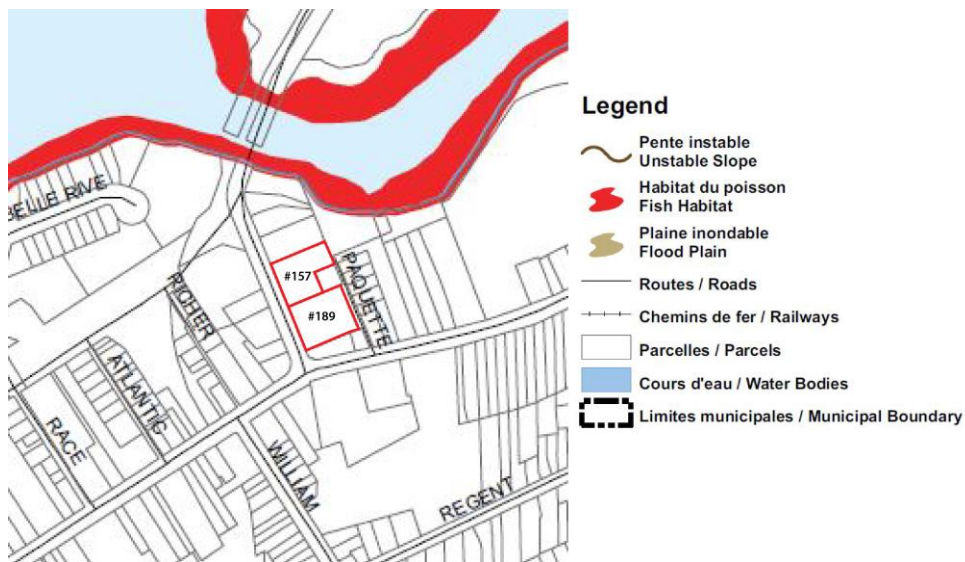 BELLE RIVE
RICHER
ATLANTIC
RACE
#157
#189
PAQUETTE
WILLIAM
REGENT
Legend
Pente instable
Unstable Slope
Habitat du poisson
Fish Habitat
Plaine inondable
Flood Plain
Routes / Roads
Chemins de fer / Railways
Parcelles / Parcels
Cours d'eau / Water Bodies
Limites municipales / Municipal Boundary